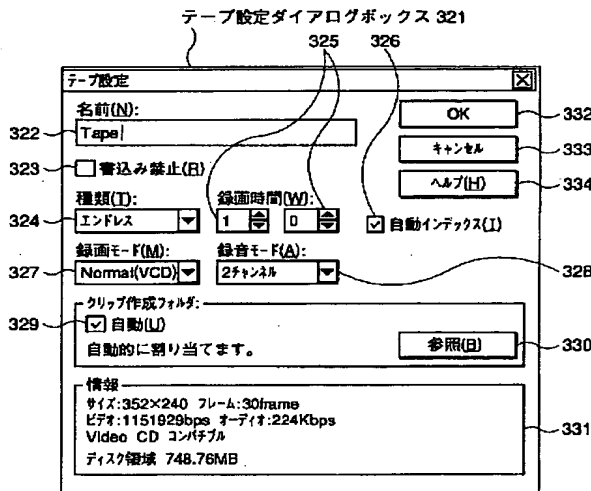 テープ設定ダイアログボックス 321
325 326
テープ設定
名前(N):
OK
332
322
Tape
キャンセル
333
323
書込み禁止(R)
ヘルプ(H)
334
種類(T): 録画時間(W):
324
エンドレス
1
0
自動インデックス(I)
録画モード(M): 録音モード(A):
327
Normal(VCD)
2チャンネル
328
クリップ作成フォルダ:
329
自動(U)
自動的に割り当てます。
参照(B)
330
情報
サイズ:352×240 フレーム:30frame
ビデオ:1151929bps オーディオ:224Kbps
331
Video CD コンパチブル
ディスク領域 748.76MB